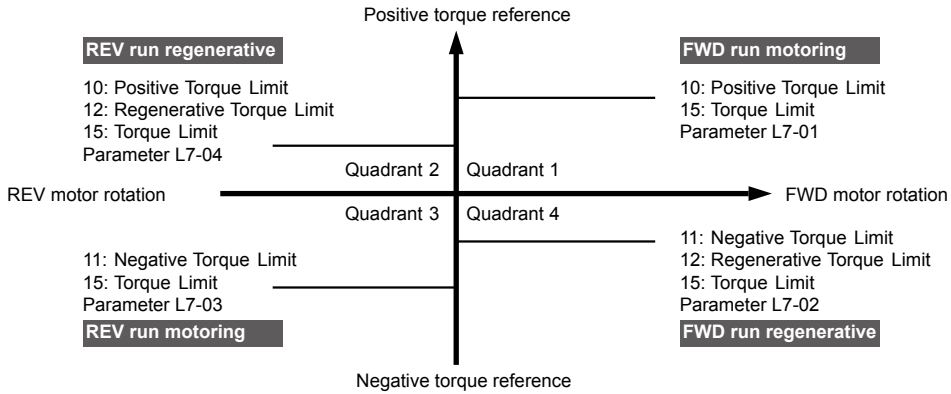 Positive torque reference
REV run regenerative
10: Positive Torque Limit
12: Regenerative Torque Limit
15: Torque Limit
Parameter L7-04
FWD run motoring
10: Positive Torque Limit
15: Torque Limit
Parameter L7-01
Quadrant 2
Quadrant 1
REV motor rotation
FWD motor rotation
Quadrant 3
Quadrant 4
11: Negative Torque Limit
15: Torque Limit
Parameter L7-03
REV run motoring
11: Negative Torque Limit
12: Regenerative Torque Limit
15: Torque Limit
Parameter L7-02
FWD run regenerative
Negative torque reference